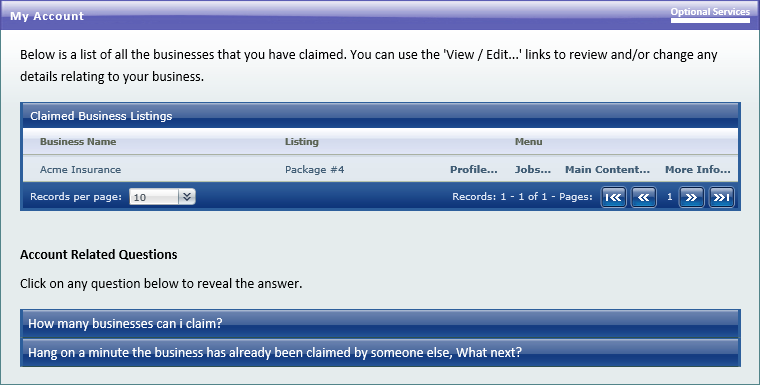 My Account Optional Services
Below is a list of all the businesses that you have claimed. You can use the 'View / Edit...' links to review and/or change any
details relating to your business.
Claimed Business Listings
Business Name Listing Menu
Acme Insurance Package #4 Profile... Jobs... Main Content... More Info...
Records per page: 10 Records: 1 - 1 of 1 - Pages: 1
Account Related Questions
Click on any question below to reveal the answer.
How many businesses can i claim?
Hang on a minute the business has already been claimed by someone else, What next?